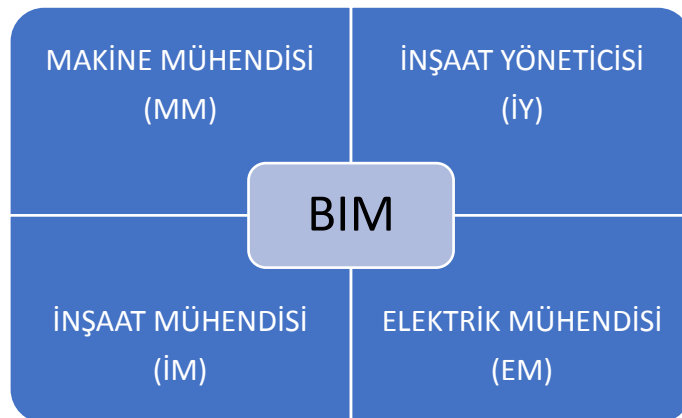 MAKİNE MÜHENDİSİ
(MM)
İNŞAAT YÖNETİCİSİ
(İY)
BIM
İNŞAAT MÜHENDİSİ
(İM)
ELEKTRİK MÜHENDİSİ
(EM)